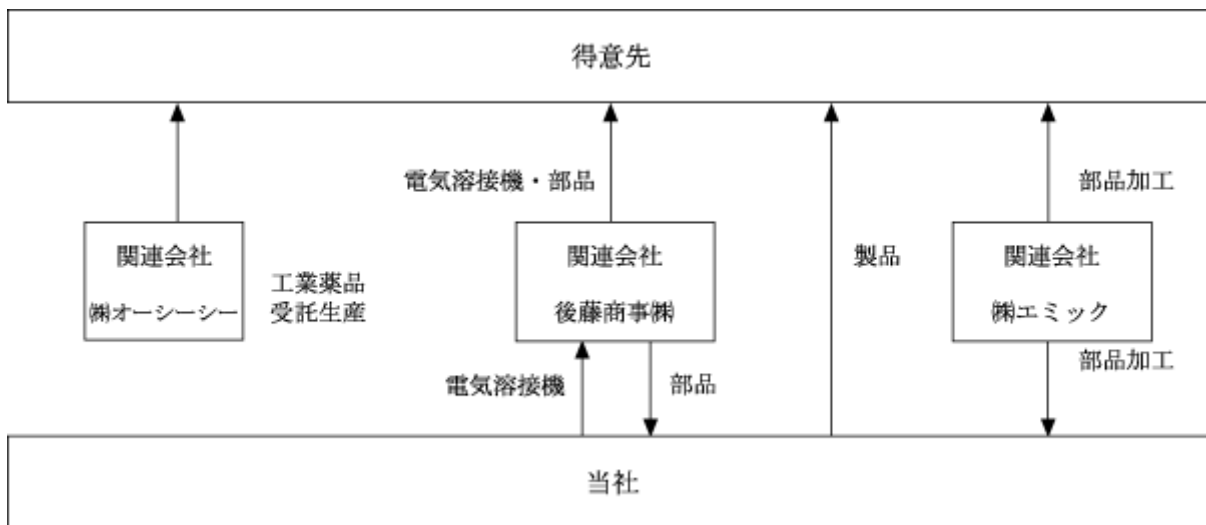 得意先
電気溶接機・部品
部品加工
関連会社
㈱オーシーシー
工業薬品
受託生産
関連会社
後藤商事㈱
製品
関連会社
㈱エミック
電気溶接機
部品
部品加工
当社